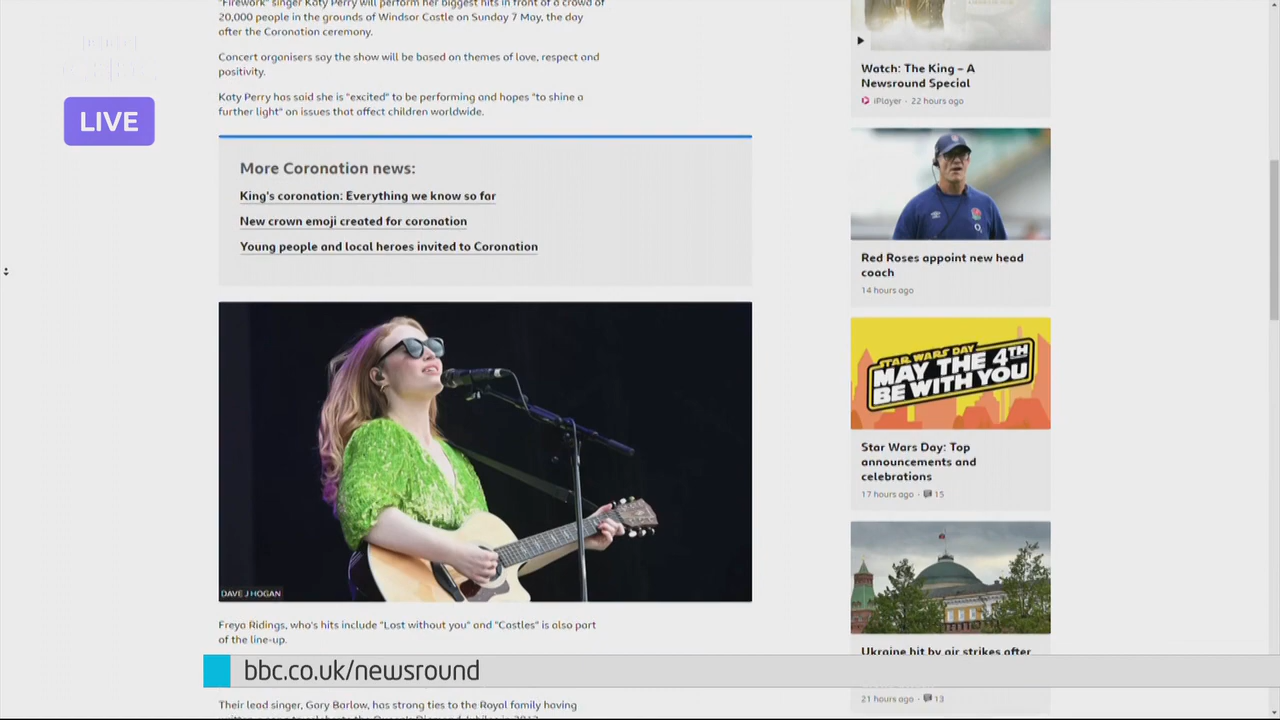 "Firework" singer Katy Perry will perform her biggest hits in front of a crowd of
20,000 people in the grounds of Windsor Castle on Sunday 7 May, the day
after the Coronation ceremony.
Concert organisers say the show will be based on themes of love, respect and
positivity.
Katy Perry has said she is "excited" to be performing and hopes "to shine a
further light" on issues that affect children worldwide.
LIVE
More Coronation news:
King's coronation: Everything we know so far
New crown emoji created for coronation
Young people and local heroes invited to Coronation
DAVE J HOGAN
Freya Ridings, who's hits include "Lost without you" and "Castles" is also part
of the line-up.
bbc.co.uk/newsround
Their lead singer, Gary Barlow, has strong ties to the Royal family having
Watch: The King – A
Newsround Special
iPlayer · 22 hours ago
O₂
Red Roses appoint new head
coach
14 hours ago
STAR WARS DAY
MAY THE 4TH
BE WITH YOU
Star Wars Day: Top
announcements and
celebrations
17 hours ago · 15
Ukraine hit by air strikes after
21 hours ago · 13